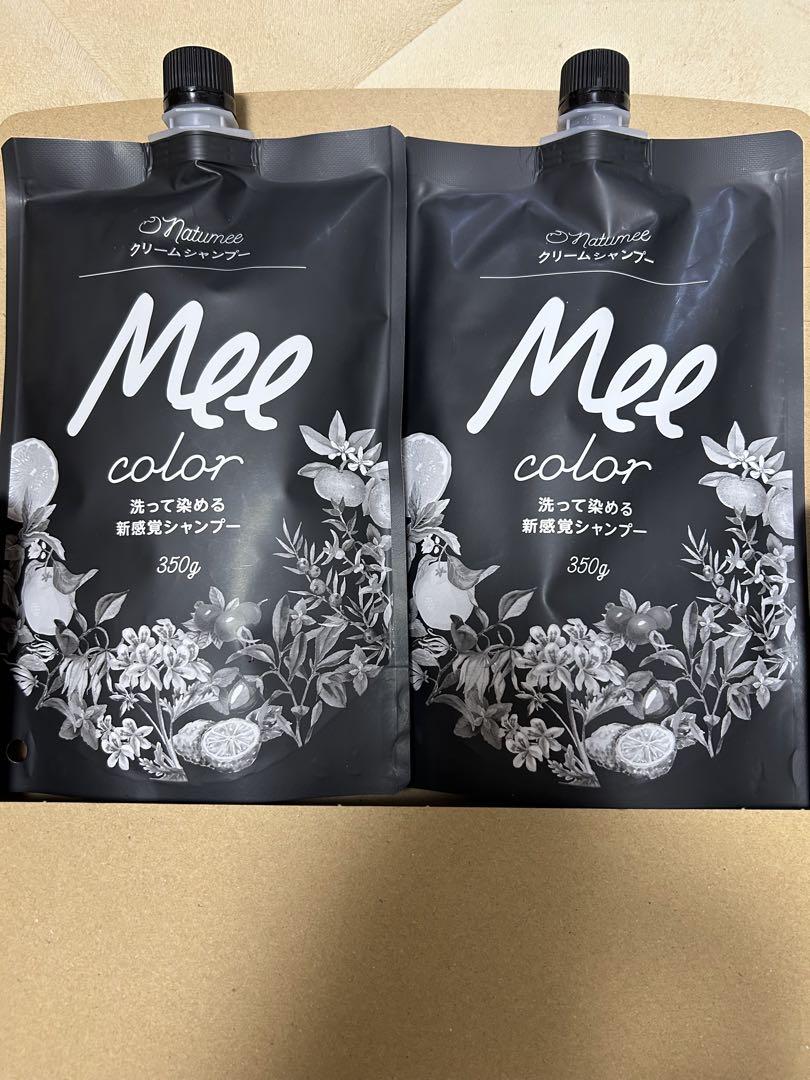 Natumee
クリームシャンプー
Mee
color
洗って染める
新感覚シャンプー
350g
Natumee
クリームシャンプー
Mee
color
洗って染める
新感覚シャンプー
350g